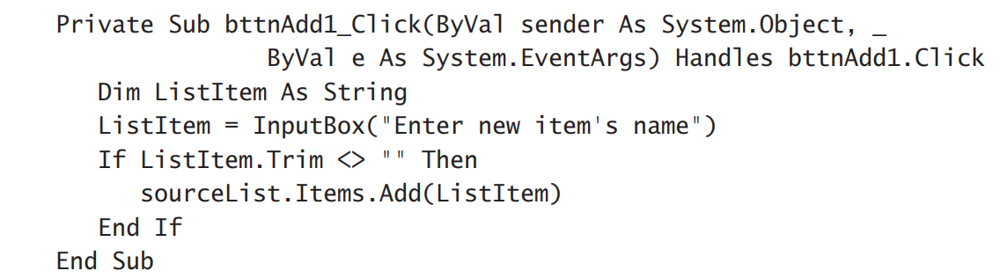 Private Sub bttnAdd1_Click(ByVal sender As System.Object, _
ByVal e As System.EventArgs) Handles bttnAdd1.Click
Dim ListItem As String
ListItem = InputBox("Enter new item's name")
If ListItem.Trim <> "" Then
sourceList.Items.Add(ListItem)
End If
End Sub